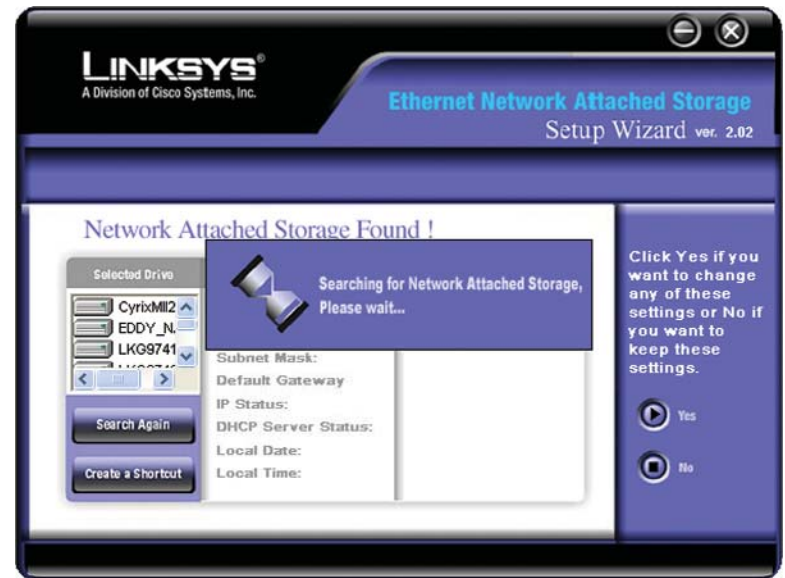 LINKSYS®
A Division of Cisco Systems, Inc.
Ethernet Network Attached Storage
Setup Wizard ver. 2.02
Network Attached Storage Found !
Selected Drive
CyrixMII2
EDDY_N.
LKG9741
Search Again
Create a Shortcut
Searching for Network Attached Storage,
Please wait...
Subnet Mask:
Default Gateway
IP Status:
DHCP Server Status:
Local Date:
Local Time:
Click Yes if you
want to change
any of these
settings or No if
you want to
keep these
settings.
Yes
No